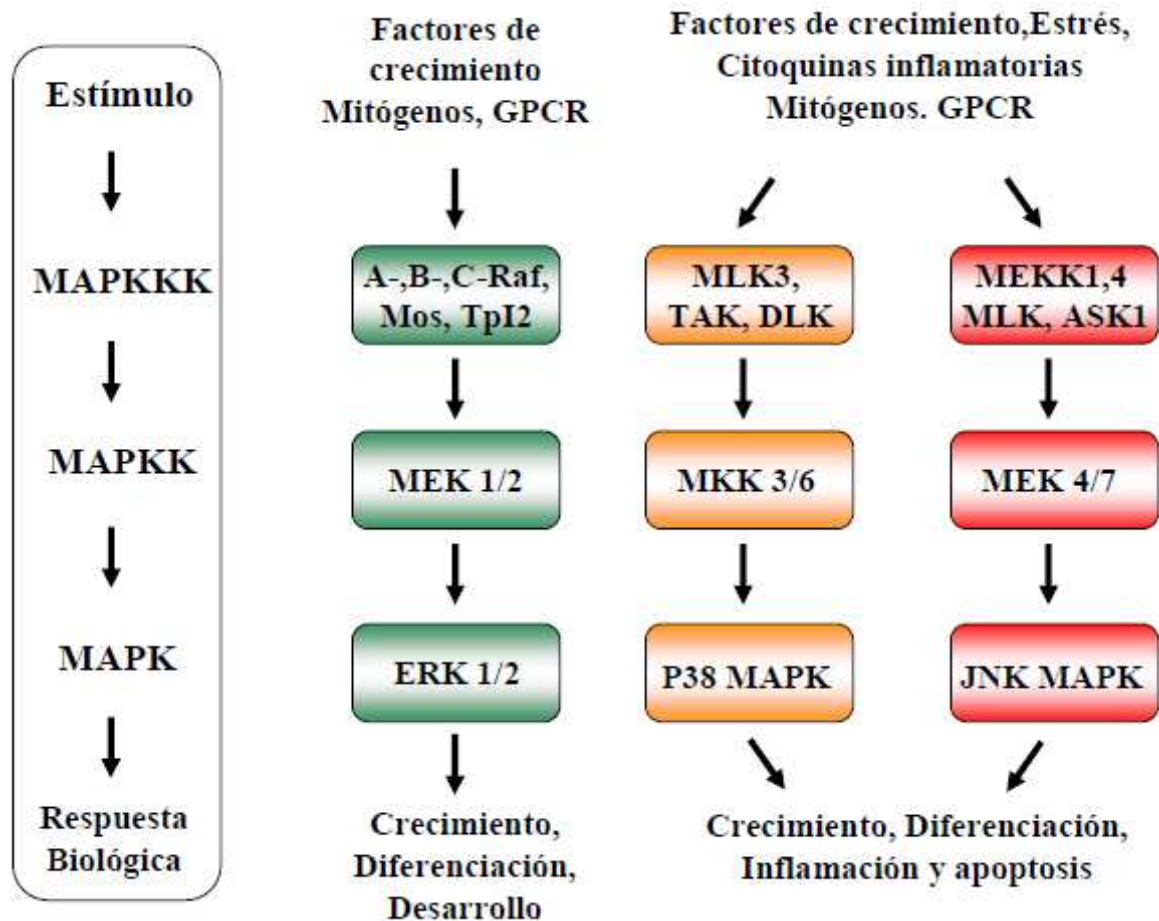 Estímulo
MAPKKK
MAPKK
MAPK
Respuesta
Biológica
Factores de
crecimiento
Mitógenos, GPCR
A-,B-,C-Raf,
Mos, TpI2
MEK 1/2
ERK 1/2
Crecimiento,
Diferenciación,
Desarrollo
Factores de crecimiento,Estrés,
Citoquinas inflamatorias
Mitógenos. GPCR
MLK3,
TAK, DLK
MKK 3/6
P38 MAPK
MEKK1,4
MLK, ASK1
MEK 4/7
JNK MAPK
Crecimiento, Diferenciación,
Inflamación y apoptosis